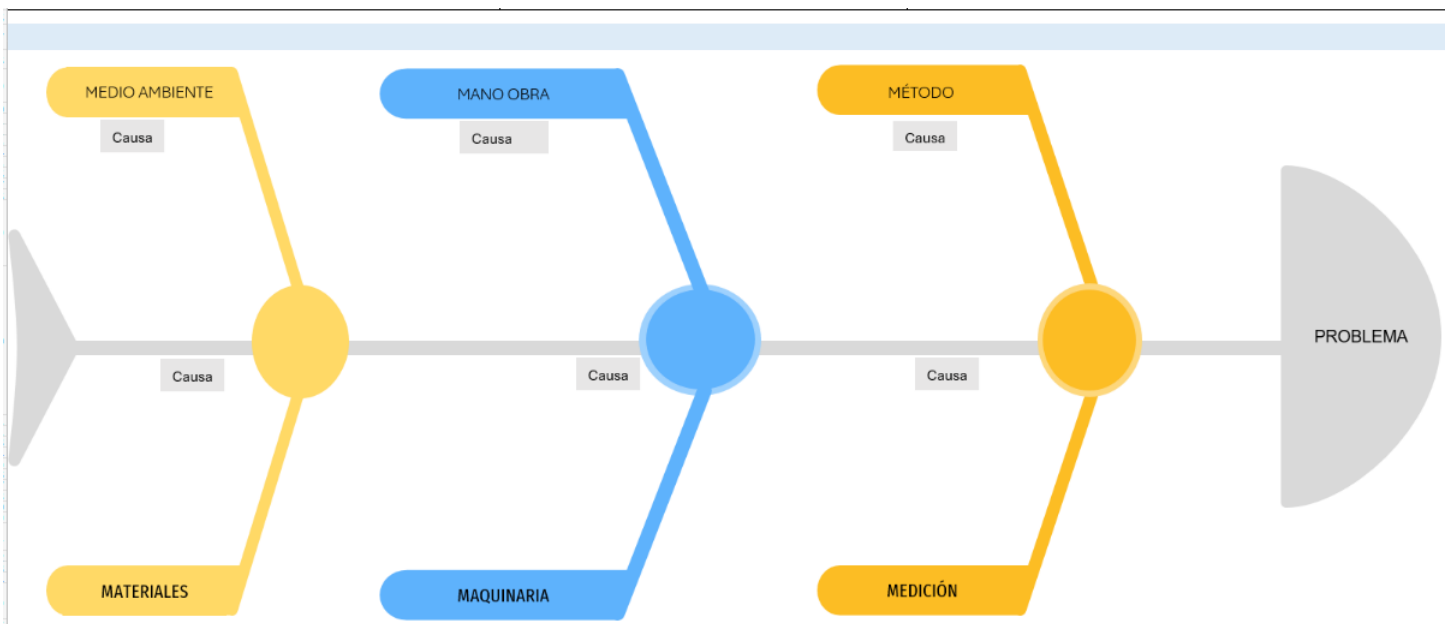 MEDIO AMBIENTE
MANO OBRA
MÉTODO
Causa
Causa
Causa
PROBLEMA
Causa
Causa
Causa
MATERIALES
MAQUINARIA
MEDICIÓN